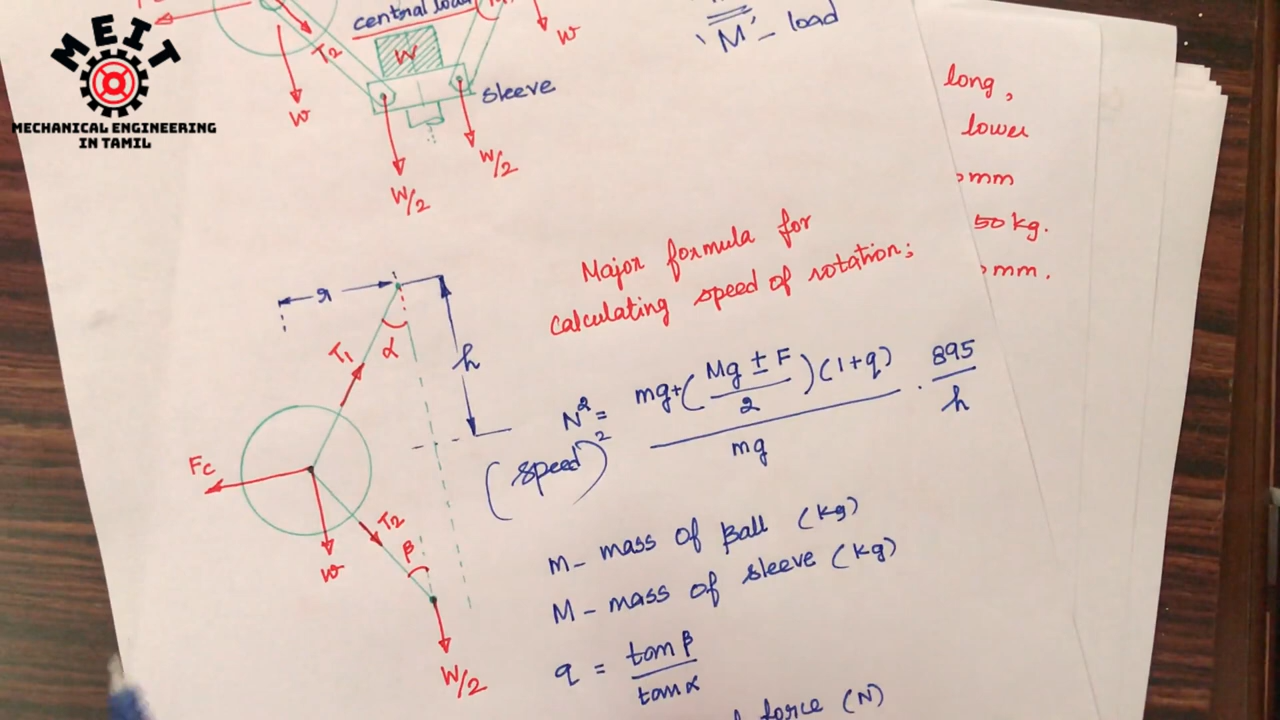 MEIT
MECHANICAL ENGINEERING
IN TAMIL
central load
T2
W
w
w
sleeve
W/2
W/2
'M' - load
long,
lower
mm
50 kg.
mm.
Major formula for
calculating speed of rotation;
r
T1
α
h
Fc
T2
β
w
W/2
N² = mg+(Mg ± F/2)(1+q)/mg · 895/h
(speed)²
m - mass of Ball (kg)
M - mass of sleeve (kg)
q = tan β/tan α
force (N)